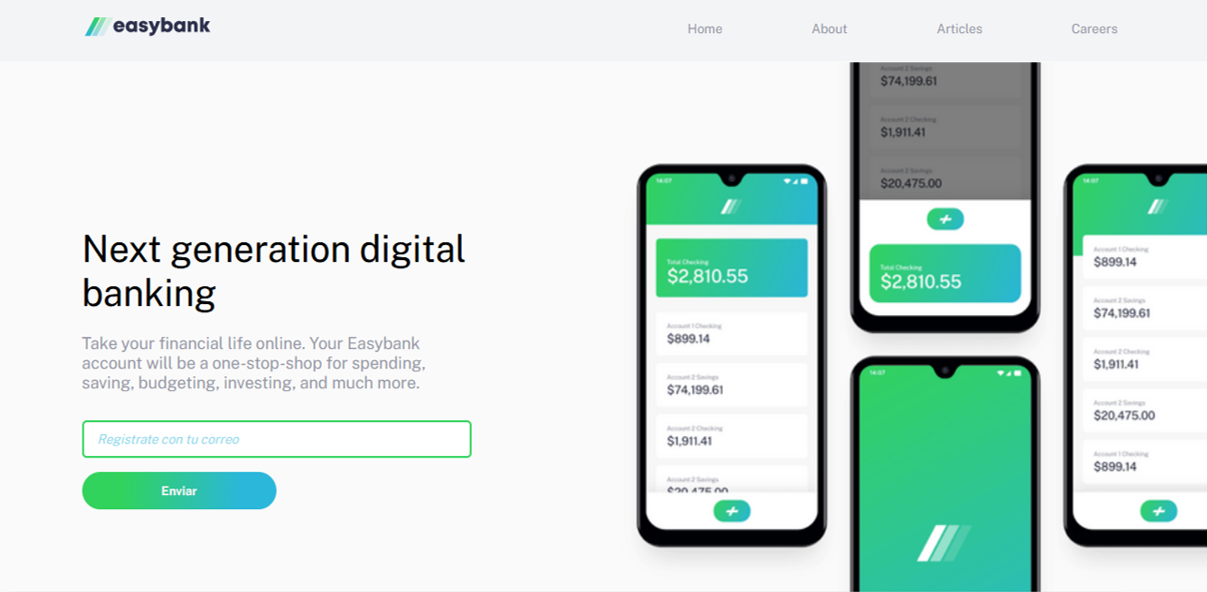 easybank
Home
About
Articles
Careers
Next generation digital
banking
Take your financial life online. Your Easybank
account will be a one-stop-shop for spending,
saving, budgeting, investing, and much more.
Registrate con tu correo
Enviar
14:07
Total Checking
$2,810.55
Account 1 Checking
$899.14
Account 2 Savings
$74,199.61
Account 2 Checking
$1,911.41
Account 2 Savings
$20,475.00
Account 2 Savings
$74,199.61
Account 2 Checking
$1,911.41
Account 2 Savings
$20,475.00
Total Checking
$2,810.55
14:07
14:07
Account 1 Checking
$899.14
Account 2 Savings
$74,199.61
Account 2 Checking
$1,911.41
Account 2 Savings
$20,475.00
Account 1 Checking
$899.14